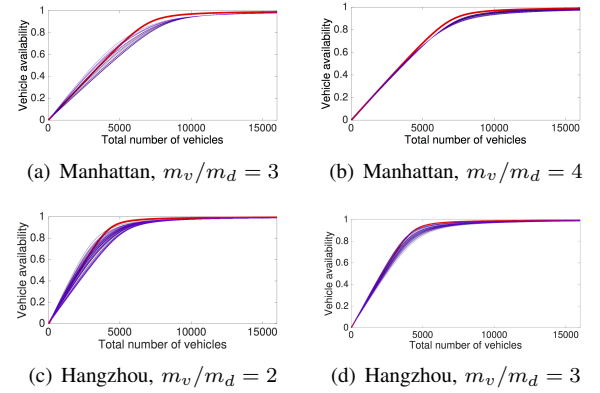 Vehicle availability
1
0.8
0.6
0.4
0.2
0
0 5000 10000 15000
Total number of vehicles
(a) Manhattan, m_v/m_d = 3
Vehicle availability
1
0.8
0.6
0.4
0.2
0
0 5000 10000 15000
Total number of vehicles
(b) Manhattan, m_v/m_d = 4
Vehicle availability
1
0.8
0.6
0.4
0.2
0
0 5000 10000 15000
Total number of vehicles
(c) Hangzhou, m_v/m_d = 2
Vehicle availability
1
0.8
0.6
0.4
0.2
0
0 5000 10000 15000
Total number of vehicles
(d) Hangzhou, m_v/m_d = 3